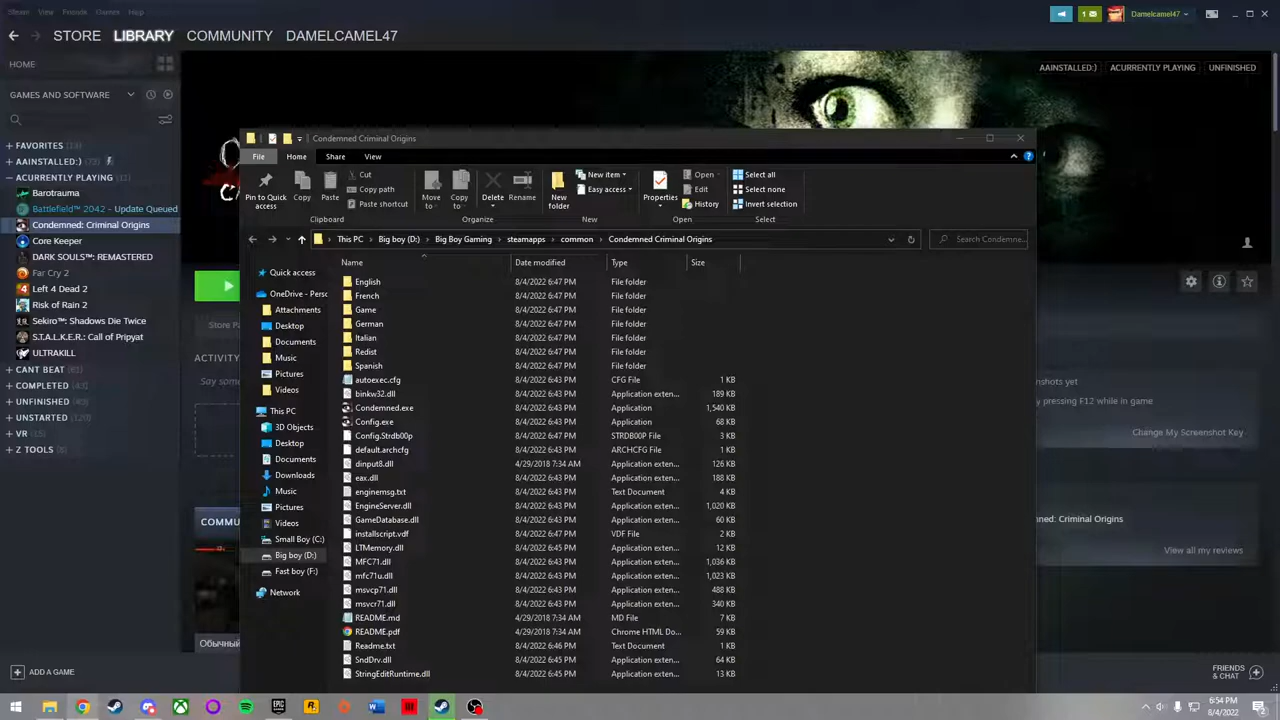 Steam View Friends Games Help
1 Damelcamel47
STORE LIBRARY COMMUNITY DAMELCAMEL47
HOME
AAINSTALLED:) ACURRENTLY PLAYING UNFINISHED
GAMES AND SOFTWARE
FAVORITES (13)
AAINSTALLED:) (73)
ACURRENTLY PLAYING (11)
Barotrauma
Battlefield™ 2042 - Update Queued
Condemned: Criminal Origins
Core Keeper
DARK SOULS™: REMASTERED
Far Cry 2
Left 4 Dead 2
Risk of Rain 2
Sekiro™: Shadows Die Twice
S.T.A.L.K.E.R.: Call of Pripyat
ULTRAKILL
CANT BEAT
COMPLETED
UNFINISHED
UNSTARTED
VR
Z TOOLS
Store Pa
ACTIVITY
Say some
COMMU
Обычный
Condemned Criminal Origins
File Home Share View
Pin to Quick access
Copy
Paste
Cut
Copy path
Paste shortcut
Clipboard
Move to
Copy to
Delete
Rename
Organize
New folder
New item
Easy access
New
Properties
Open
Edit
History
Open
Select all
Select none
Invert selection
Select
This PC › Big boy (D:) › Big Boy Gaming › steamapps › common › Condemned Criminal Origins
Search Condemne...
Quick access
OneDrive - Perso
Attachments
Desktop
Documents
Music
Pictures
Videos
This PC
3D Objects
Desktop
Documents
Downloads
Music
Pictures
Videos
Small Boy (C:)
Big boy (D:)
Fast boy (F:)
Network
Name Date modified Type Size
English 8/4/2022 6:47 PM File folder
French 8/4/2022 6:47 PM File folder
Game 8/4/2022 6:47 PM File folder
German 8/4/2022 6:47 PM File folder
Italian 8/4/2022 6:47 PM File folder
Redist 8/4/2022 6:47 PM File folder
Spanish 8/4/2022 6:47 PM File folder
autoexec.cfg 8/4/2022 6:43 PM CFG File 1 KB
binkw32.dll 8/4/2022 6:43 PM Application exten... 189 KB
Condemned.exe 8/4/2022 6:43 PM Application 1,540 KB
Config.exe 8/4/2022 6:43 PM Application 68 KB
Config.Strdb00p 8/4/2022 6:47 PM STRDB00P File 3 KB
default.archcfg 8/4/2022 6:43 PM ARCHCFG File 1 KB
dinput8.dll 4/29/2018 7:34 AM Application exten... 126 KB
eax.dll 8/4/2022 6:43 PM Application exten... 188 KB
enginemsg.txt 8/4/2022 6:43 PM Text Document 4 KB
EngineServer.dll 8/4/2022 6:43 PM Application exten... 1,020 KB
GameDatabase.dll 8/4/2022 6:43 PM Application exten... 60 KB
installscript.vdf 8/4/2022 6:47 PM VDF File 2 KB
LTMemory.dll 8/4/2022 6:45 PM Application exten... 12 KB
MFC71.dll 8/4/2022 6:43 PM Application exten... 1,036 KB
mfc71u.dll 8/4/2022 6:43 PM Application exten... 1,023 KB
msvcp71.dll 8/4/2022 6:43 PM Application exten... 488 KB
msvcr71.dll 8/4/2022 6:43 PM Application exten... 340 KB
README.md 4/29/2018 7:34 AM MD File 7 KB
README.pdf 4/29/2018 7:34 AM Chrome HTML Do... 59 KB
Readme.txt 8/4/2022 6:46 PM Text Document 1 KB
SndDrv.dll 8/4/2022 6:45 PM Application exten... 64 KB
StringEditRuntime.dll 8/4/2022 6:45 PM Application exten... 13 KB
nshots yet
y pressing F12 while in game
Change My Screenshot Key
ned: Criminal Origins
View all my reviews
ADD A GAME
FRIENDS & CHAT
6:54 PM
8/4/2022